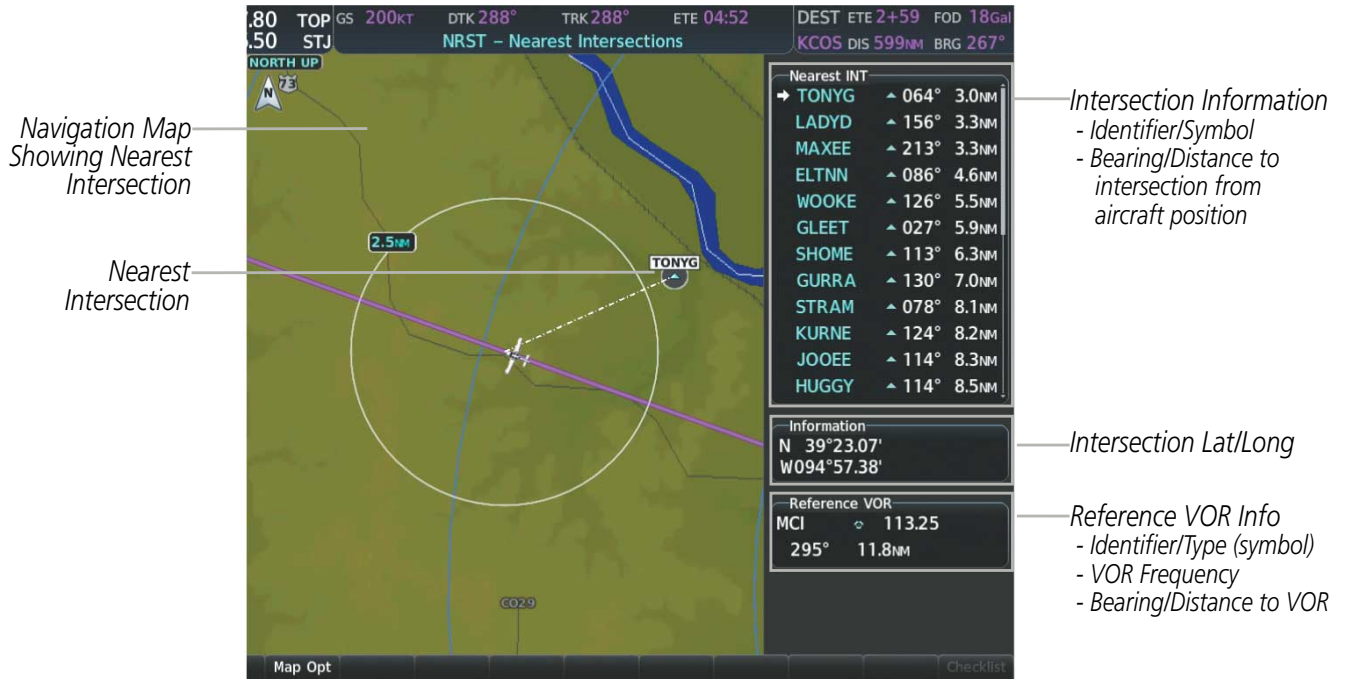 .80 TOP GS 200KT DTK 288° TRK 288° ETE 04:52 DEST ETE 2+59 FOD 18Gal
.50 STJ NRST – Nearest Intersections KCOS DIS 599NM BRG 267°
NORTH UP
N
73
2.5NM
TONYG
CO29
Map Opt
Checklist
Nearest INT
TONYG 064° 3.0NM
LADYD 156° 3.3NM
MAXEE 213° 3.3NM
ELTNN 086° 4.6NM
WOOKE 126° 5.5NM
GLEET 027° 5.9NM
SHOME 113° 6.3NM
GURRA 130° 7.0NM
STRAM 078° 8.1NM
KURNE 124° 8.2NM
JOOEE 114° 8.3NM
HUGGY 114° 8.5NM
Information
N 39°23.07'
W094°57.38'
Reference VOR
MCI 113.25
295° 11.8NM
Navigation Map
Showing Nearest
Intersection
Nearest
Intersection
Intersection Information
- Identifier/Symbol
- Bearing/Distance to
intersection from
aircraft position
Intersection Lat/Long
Reference VOR Info
- Identifier/Type (symbol)
- VOR Frequency
- Bearing/Distance to VOR